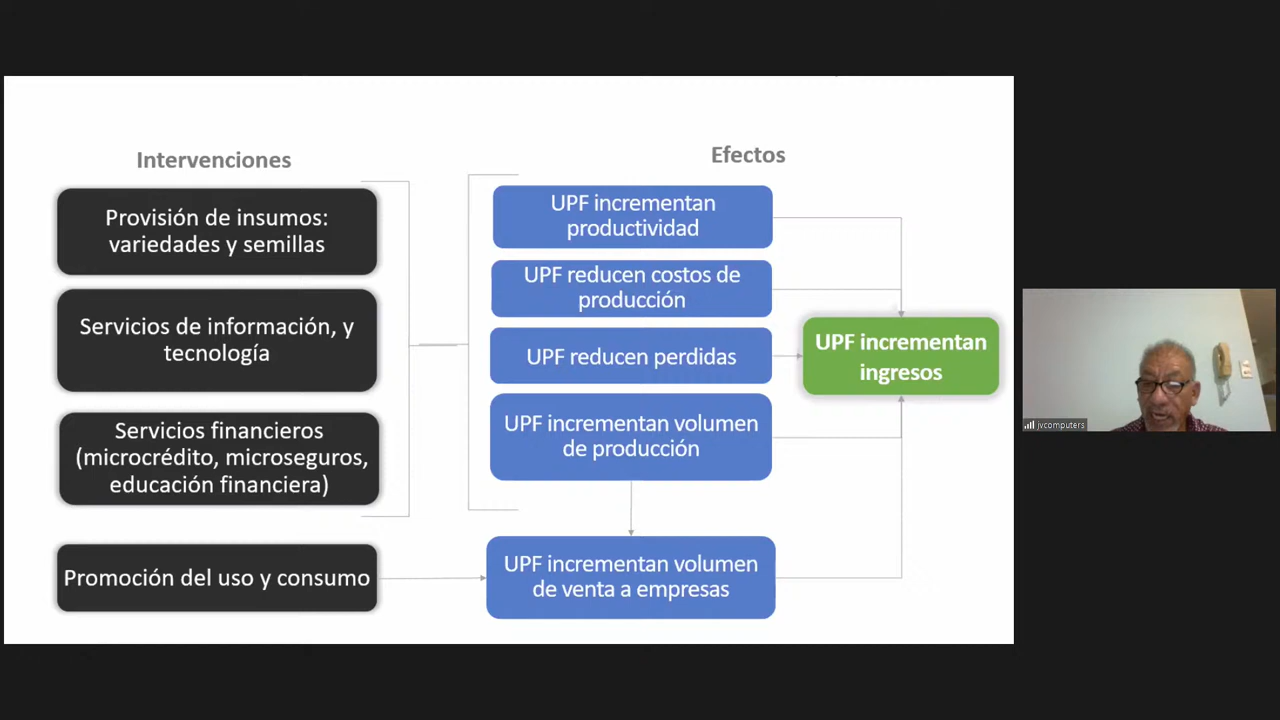 Intervenciones
Provisión de insumos:
variedades y semillas
Servicios de información, y
tecnología
Servicios financieros
(microcrédito, microseguros,
educación financiera)
Promoción del uso y consumo
Efectos
UPF incrementan
productividad
UPF reducen costos de
producción
UPF reducen perdidas
UPF incrementan volumen
de producción
UPF incrementan volumen
de venta a empresas
UPF incrementan
ingresos
jvcomputers